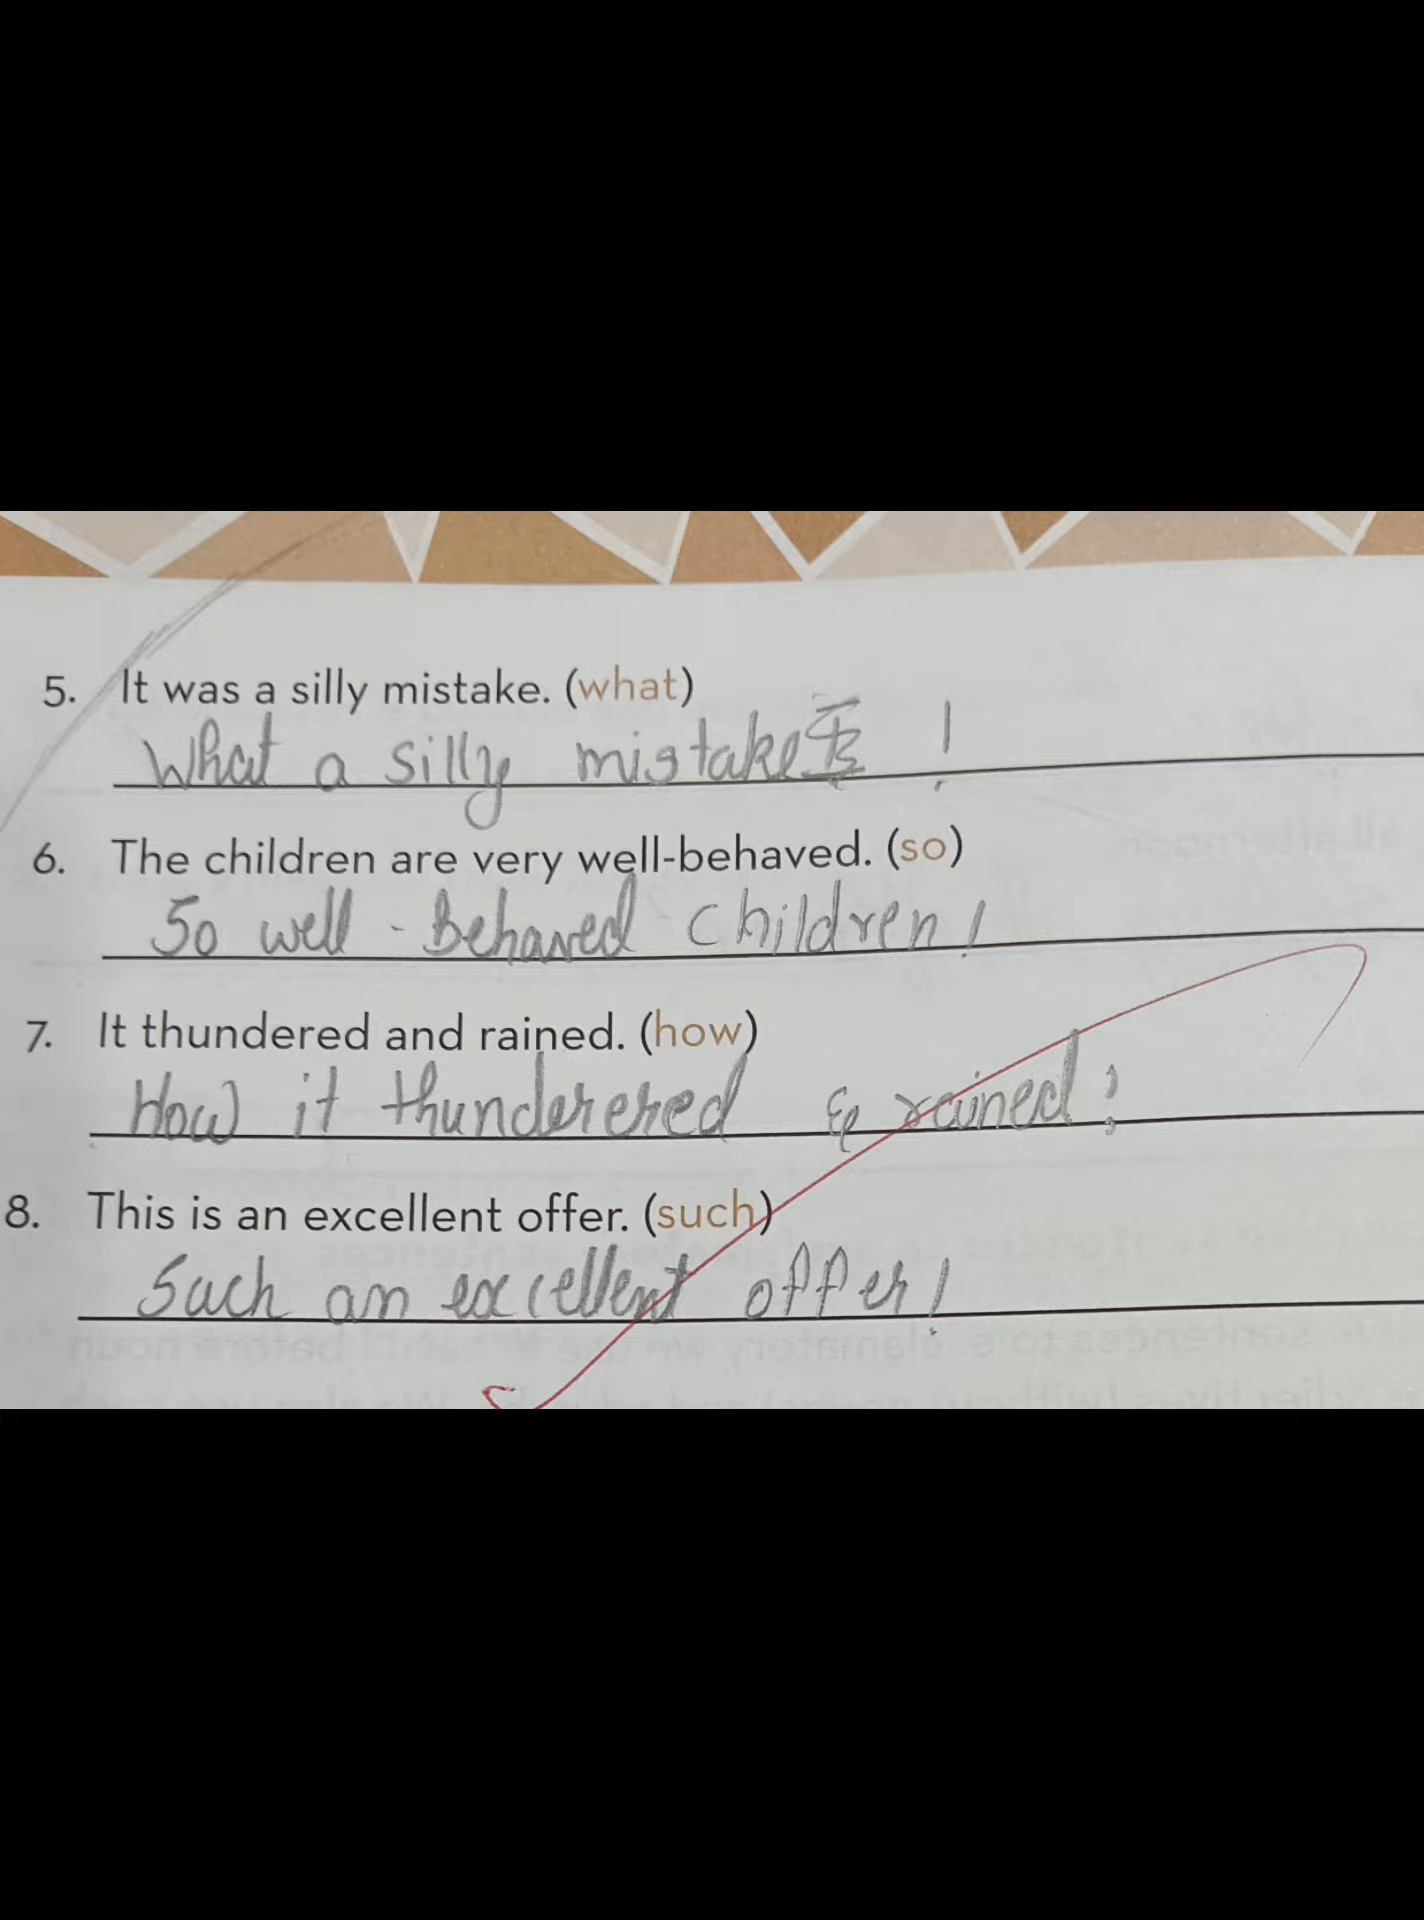 5. It was a silly mistake. (what)
What a silly mistake !
6. The children are very well-behaved. (so)
So well - Behaved children!
7. It thundered and rained. (how)
How it thunderered & rained!
8. This is an excellent offer. (such)
Such an excellent offer!